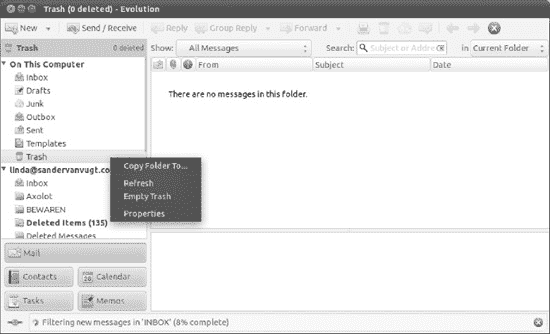 Trash (0 deleted) - Evolution
New Send / Receive Reply Group Reply Forward
Trash 0 deleted
Show: All Messages Search: Subject or Addre in Current Folder
From Subject Date
There are no messages in this folder.
On This Computer
Inbox
Drafts
Junk
Outbox
Sent
Templates
Trash
linda@sandervanvugt.co
Inbox
Axolot
BEWAREN
Deleted Items (135)
Deleted Messages
Copy Folder To...
Refresh
Empty Trash
Properties
Mail
Contacts Calendar
Tasks Memos
Filtering new messages in 'INBOX' (8% complete)